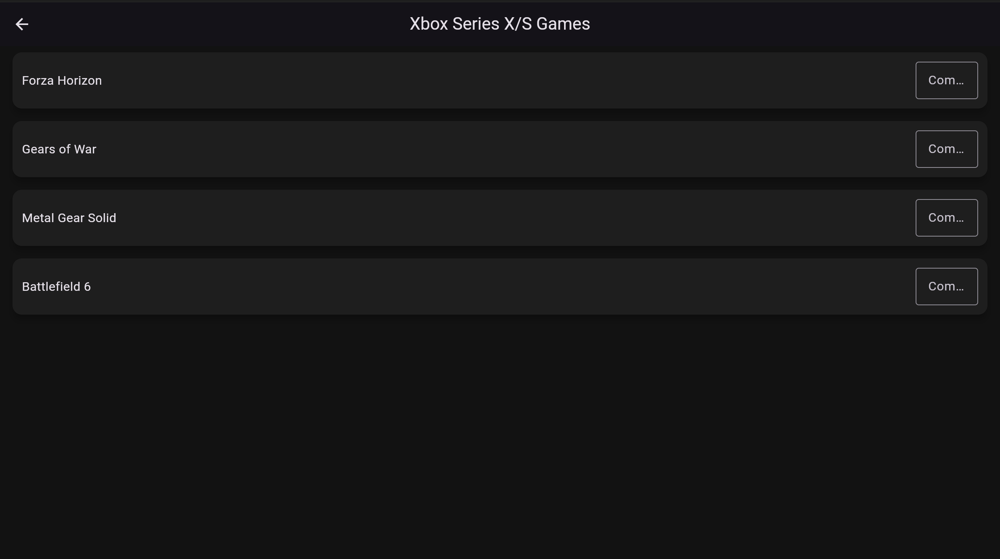 Xbox Series X/S Games
Forza Horizon
Com…
Gears of War
Com…
Metal Gear Solid
Com…
Battlefield 6
Com…